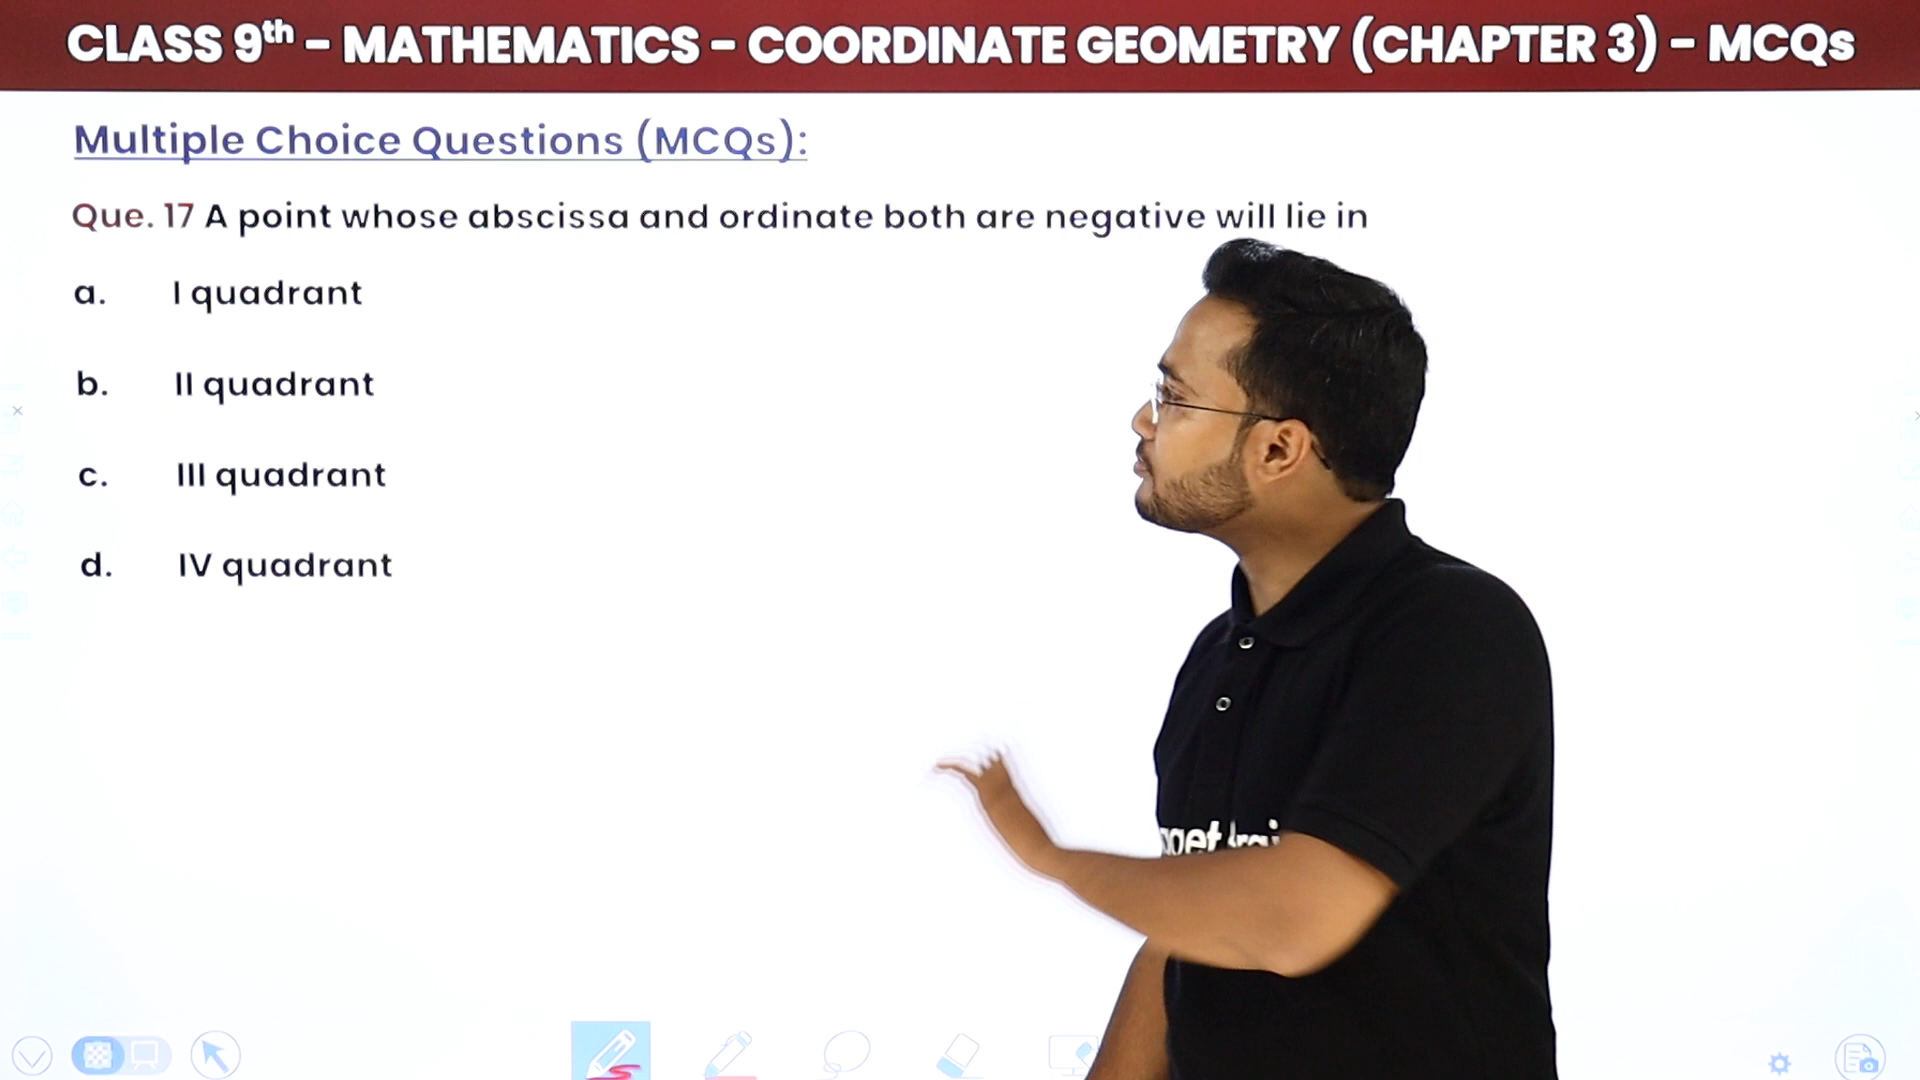 CLASS 9th – MATHEMATICS – COORDINATE GEOMETRY (CHAPTER 3) – MCQs
Multiple Choice Questions (MCQs):
Que. 17 A point whose abscissa and ordinate both are negative will lie in
a. I quadrant
b. II quadrant
c. III quadrant
d. IV quadrant